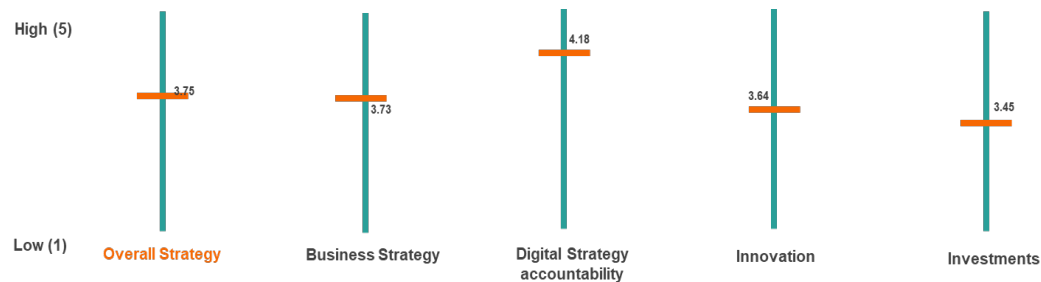 High (5)
3.75
3.73
4.18
3.64
3.45
Low (1)
Overall Strategy
Business Strategy
Digital Strategy
accountability
Innovation
Investments